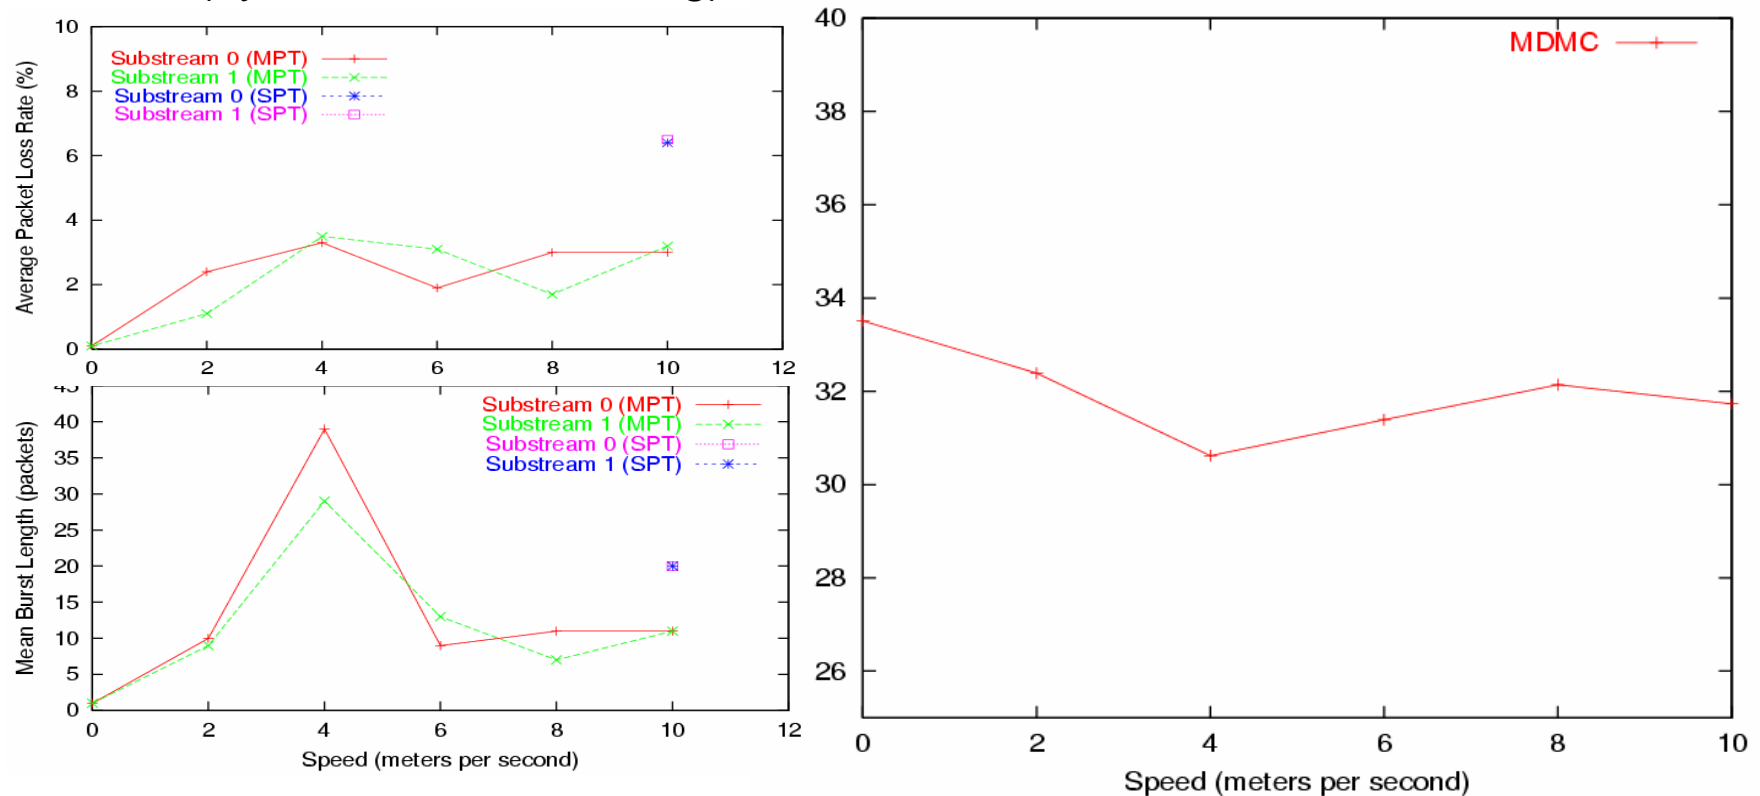 10
8
6
4
2
0
Average Packet Loss Rate (%)
Substream 0 (MPT)
Substream 1 (MPT)
Substream 0 (SPT)
Substream 1 (SPT)
0 2 4 6 8 10 12
40
35
30
25
20
15
10
5
0
Mean Burst Length (packets)
Substream 0 (MPT)
Substream 1 (MPT)
Substream 0 (SPT)
Substream 1 (SPT)
0 2 4 6 8 10 12
Speed (meters per second)
40
38
36
34
32
30
28
26
MDMC
0 2 4 6 8 10
Speed (meters per second)